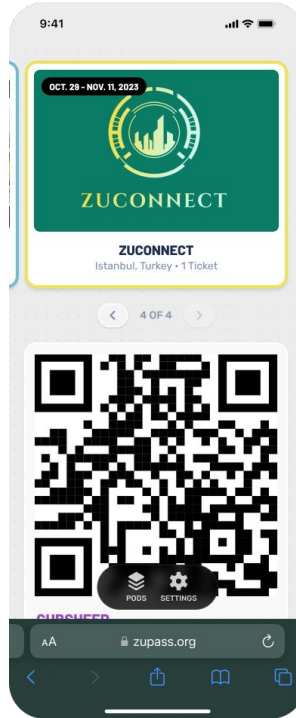 9:41
OCT. 29 - NOV. 11, 2023
ZUCONNECT
ZUCONNECT
Istanbul, Turkey • 1 Ticket
4 OF 4
PODS
SETTINGS
AA
zupass.org